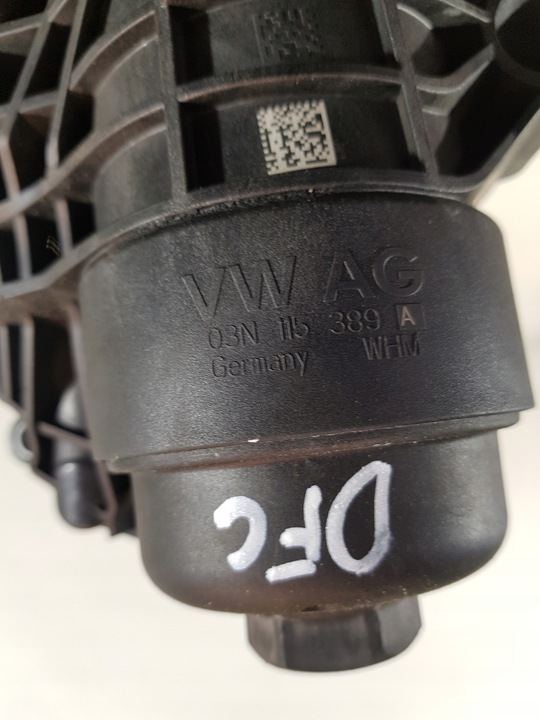 VW AG
03N 115 389 A
Germany WHM
DFC